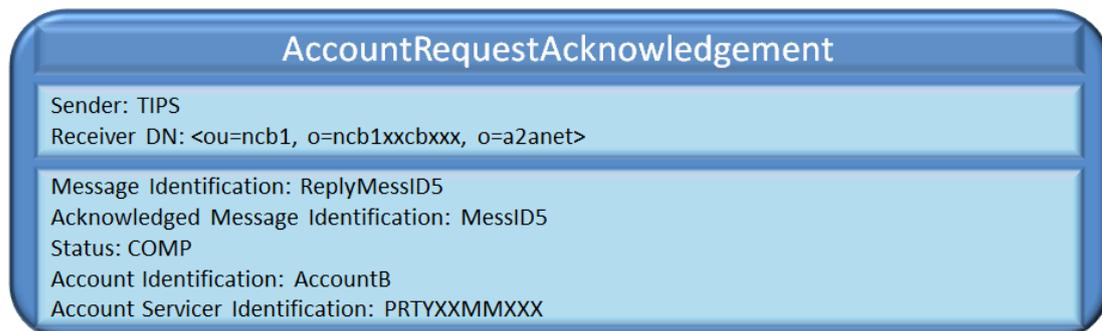 AccountRequestAcknowledgement
Sender: TIPS
Receiver DN: <ou=ncb1, o=ncb1xxcbxxx, o=a2anet>
Message Identification: ReplyMessID5
Acknowledged Message Identification: MessID5
Status: COMP
Account Identification: AccountB
Account Servicer Identification: PRTYXXMMXXX